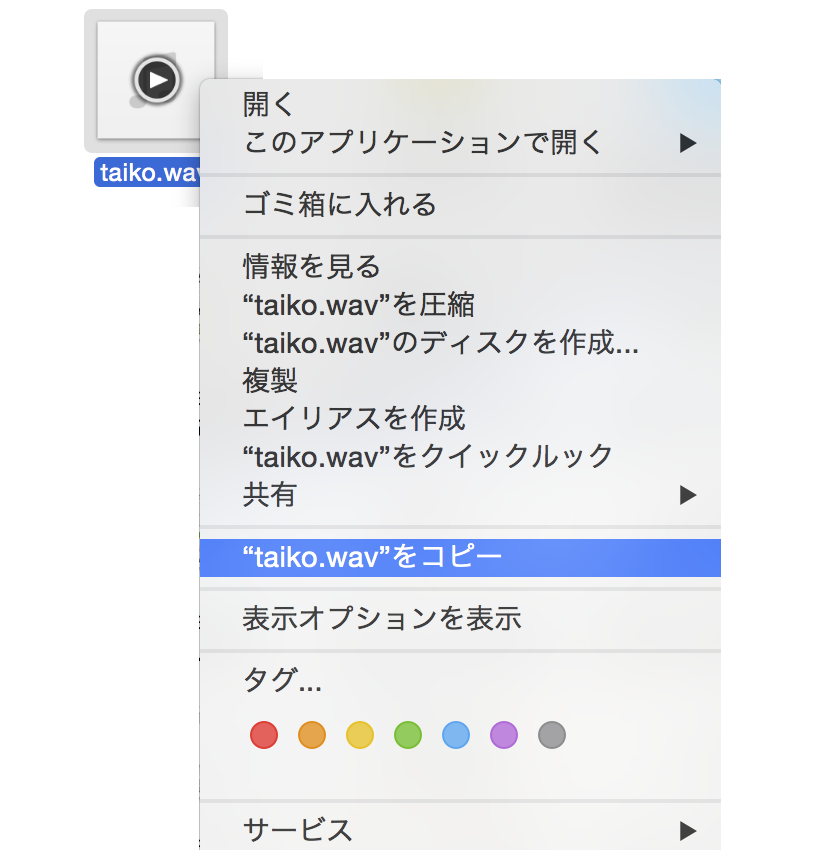 taiko.wav
開く
このアプリケーションで開く
ゴミ箱に入れる
情報を見る
“taiko.wav”を圧縮
“taiko.wav”のディスクを作成...
複製
エイリアスを作成
“taiko.wav”をクイックルック
共有
“taiko.wav”をコピー
表示オプションを表示
タグ...
サービス